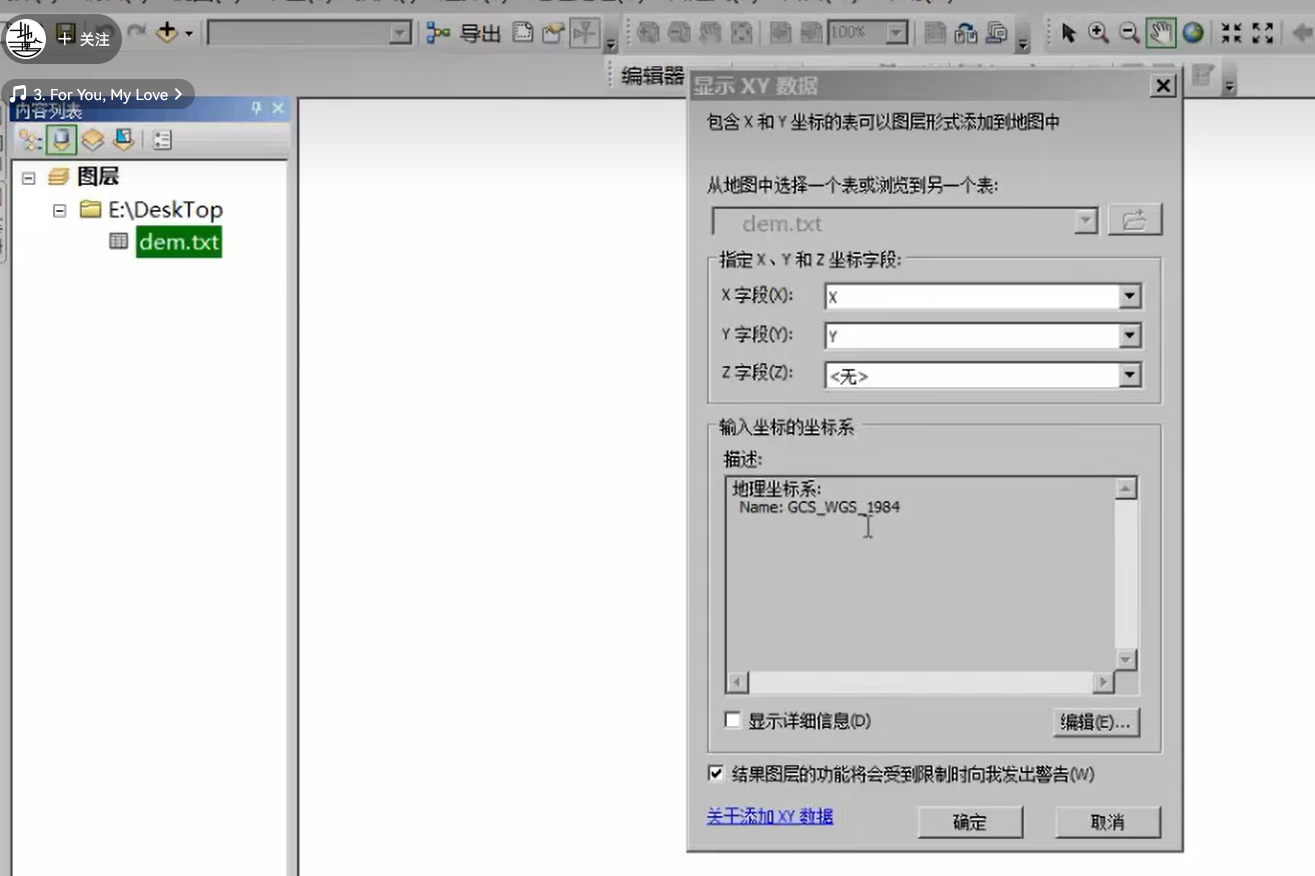 关注
导出
100%
编辑器
3. For You, My Love
内容列表
图层
E:\DeskTop
dem.txt
显示 XY 数据
包含 X 和 Y 坐标的表可以图层形式添加到地图中
从地图中选择一个表或浏览到另一个表:
dem.txt
指定 X、Y 和 Z 坐标字段:
X 字段(X):
X
Y 字段(Y):
Y
Z 字段(Z):
<无>
输入坐标的坐标系
描述:
地理坐标系:
Name: GCS_WGS_1984
显示详细信息(D)
编辑(E)...
结果图层的功能将会受到限制时向我发出警告(W)
关于添加 XY 数据
确定
取消